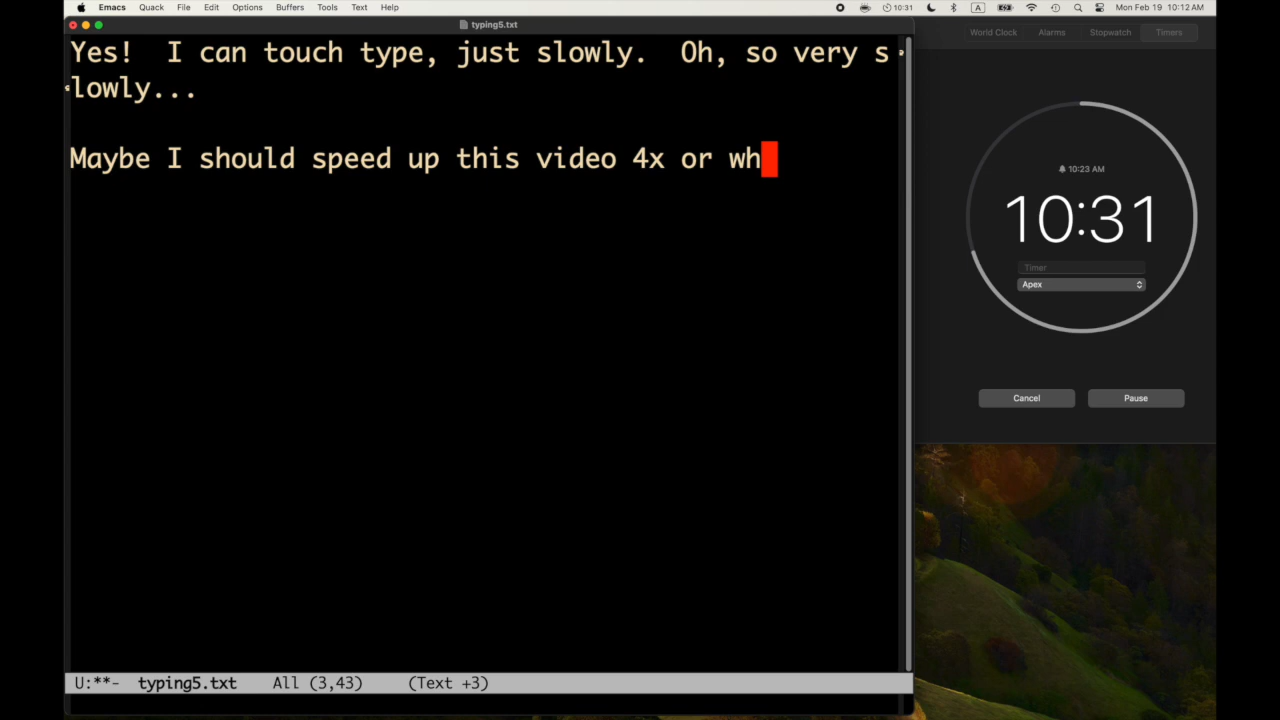 Emacs Quack File Edit Options Buffers Tools Text Help 10:31 A Mon Feb 19 10:12 AM
typing5.txt
World Clock Alarms Stopwatch Timers
Yes!  I can touch type, just slowly.  Oh, so very s
lowly...
Maybe I should speed up this video 4x or wh
10:23 AM
10:31
Timer
Apex
Cancel Pause
U:**-  typing5.txt    All (3,43)     (Text +3)